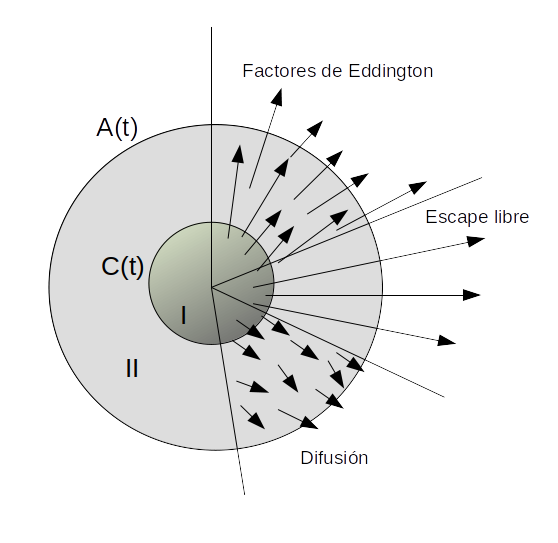 Factores de Eddington
A(t)
Escape libre
C(t)
I
II
Difusión